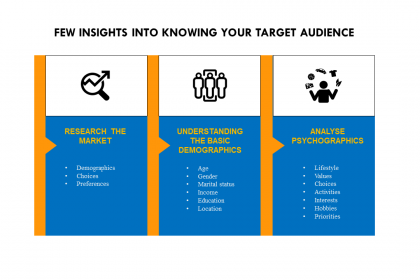 FEW INSIGHTS INTO KNOWING YOUR TARGET AUDIENCE
RESEARCH THE
MARKET
• Demographics
• Choices
• Preferences
UNDERSTANDING
THE BASIC
DEMOGRAPHICS
• Age
• Gender
• Marital status
• Income
• Education
• Location
ANALYSE
PSYCHOGRAPHICS
• Lifestyle
• Values
• Choices
• Activities
• Interests
• Hobbies
• Priorities